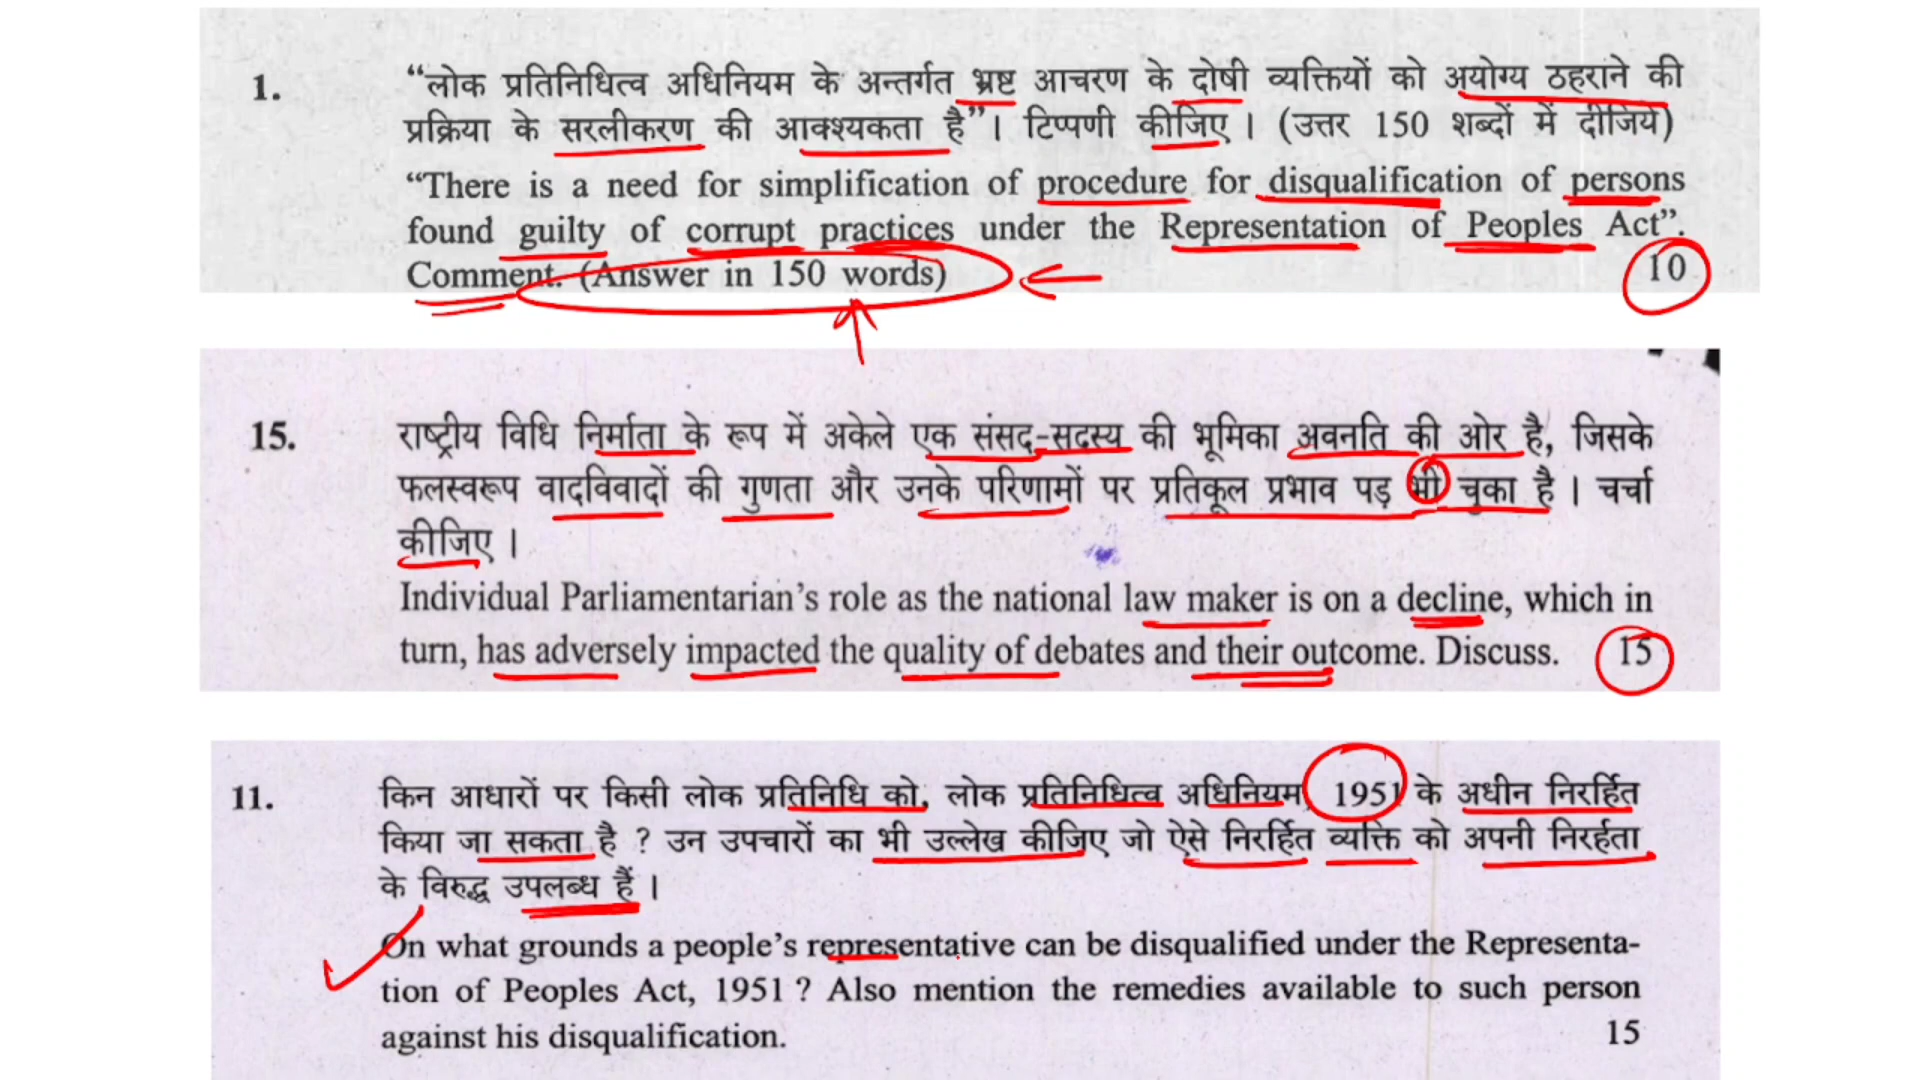 1.
“लोक प्रतिनिधित्व अधिनियम के अन्तर्गत भ्रष्ट आचरण के दोषी व्यक्तियों को अयोग्य ठहराने की
प्रक्रिया के सरलीकरण की आवश्यकता है”। टिप्पणी कीजिए। (उत्तर 150 शब्दों में दीजिये)
“There is a need for simplification of procedure for disqualification of persons
found guilty of corrupt practices under the Representation of Peoples Act”.
Comment. (Answer in 150 words) 10
15.
राष्ट्रीय विधि निर्माता के रूप में अकेले एक संसद-सदस्य की भूमिका अवनति की ओर है, जिसके
फलस्वरूप वादविवादों की गुणता और उनके परिणामों पर प्रतिकूल प्रभाव पड़ भी चुका है। चर्चा
कीजिए।
Individual Parliamentarian’s role as the national law maker is on a decline, which in
turn, has adversely impacted the quality of debates and their outcome. Discuss. 15
11.
किन आधारों पर किसी लोक प्रतिनिधि को, लोक प्रतिनिधित्व अधिनियम, 1951 के अधीन निरर्हित
किया जा सकता है ? उन उपचारों का भी उल्लेख कीजिए जो ऐसे निरर्हित व्यक्ति को अपनी निरर्हता
के विरुद्ध उपलब्ध हैं।
On what grounds a people’s representative can be disqualified under the Representa-
tion of Peoples Act, 1951 ? Also mention the remedies available to such person
against his disqualification. 15